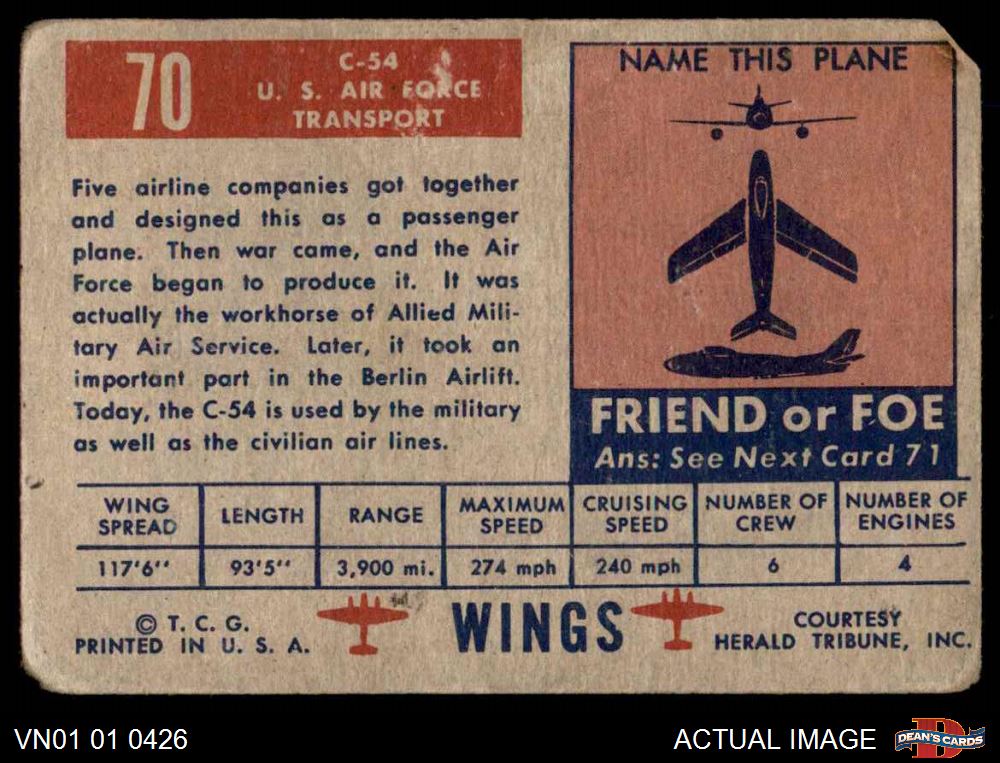 70
C-54
U. S. AIR FORCE
TRANSPORT
Five airline companies got together
and designed this as a passenger
plane. Then war came, and the Air
Force began to produce it. It was
actually the workhorse of Allied Mili-
tary Air Service. Later, it took an
important part in the Berlin Airlift.
Today, the C-54 is used by the military
as well as the civilian air lines.
NAME THIS PLANE
FRIEND or FOE
Ans: See Next Card 71
WING SPREAD LENGTH RANGE MAXIMUM SPEED CRUISING SPEED NUMBER OF CREW NUMBER OF ENGINES
117'6'' 93'5'' 3,900 mi. 274 mph 240 mph 6 4
© T. C. G.
PRINTED IN U. S. A.
WINGS
COURTESY
HERALD TRIBUNE, INC.
VN01 01 0426
ACTUAL IMAGE
DEAN'S CARDS